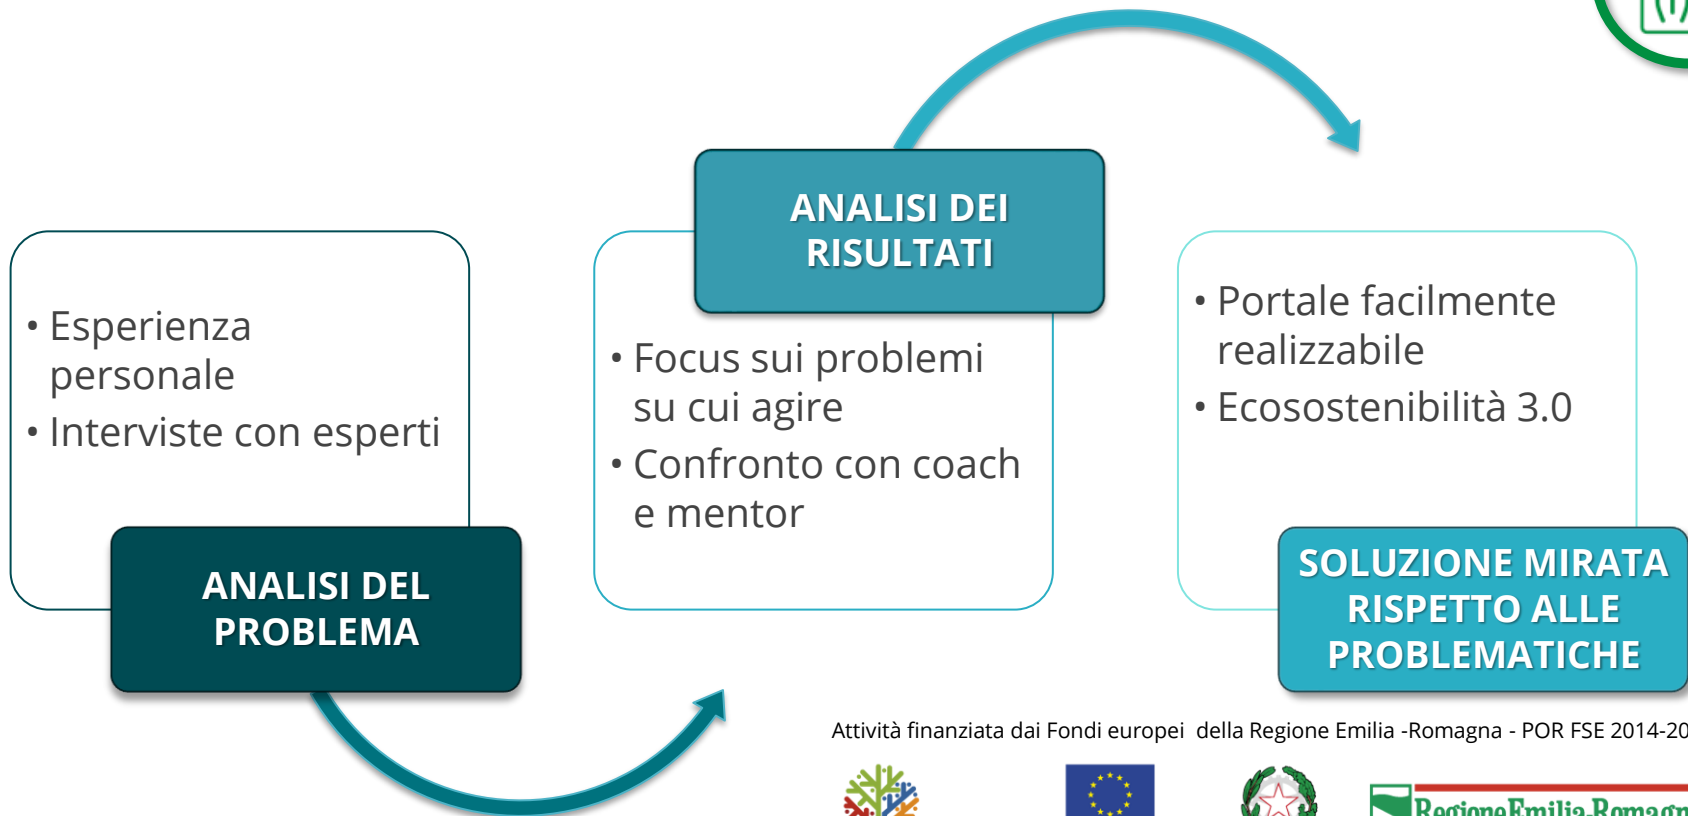 • Esperienza
personale
• Interviste con esperti
ANALISI DEL
PROBLEMA
ANALISI DEI
RISULTATI
• Focus sui problemi
su cui agire
• Confronto con coach
e mentor
• Portale facilmente
realizzabile
• Ecosostenibilità 3.0
SOLUZIONE MIRATA
RISPETTO ALLE
PROBLEMATICHE
Attività finanziata dai Fondi europei della Regione Emilia -Romagna - POR FSE 2014-20
RegioneEmilia-Romagn